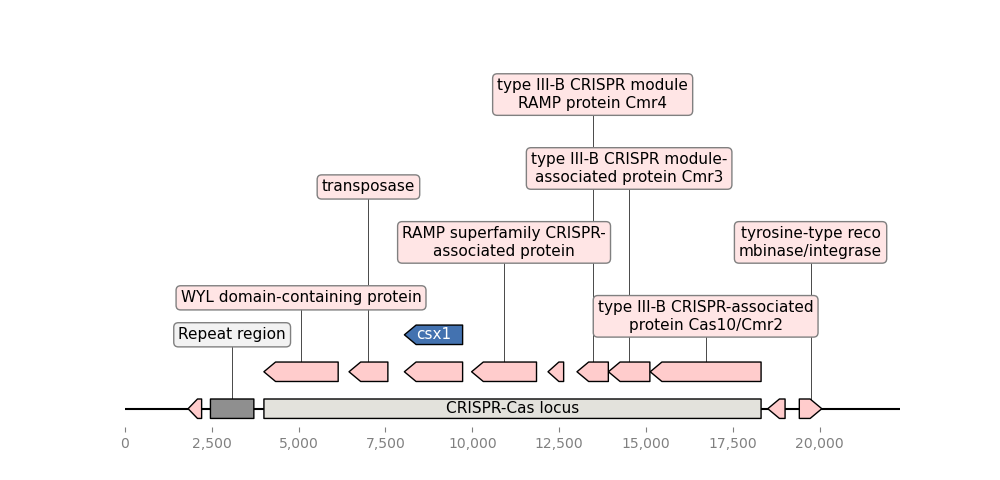 type III-B CRISPR module
RAMP protein Cmr4
type III-B CRISPR module-
associated protein Cmr3
transposase
RAMP superfamily CRISPR-
associated protein
tyrosine-type reco
mbinase/integrase
WYL domain-containing protein
type III-B CRISPR-associated
protein Cas10/Cmr2
Repeat region
csx1
CRISPR-Cas locus
0 2,500 5,000 7,500 10,000 12,500 15,000 17,500 20,000